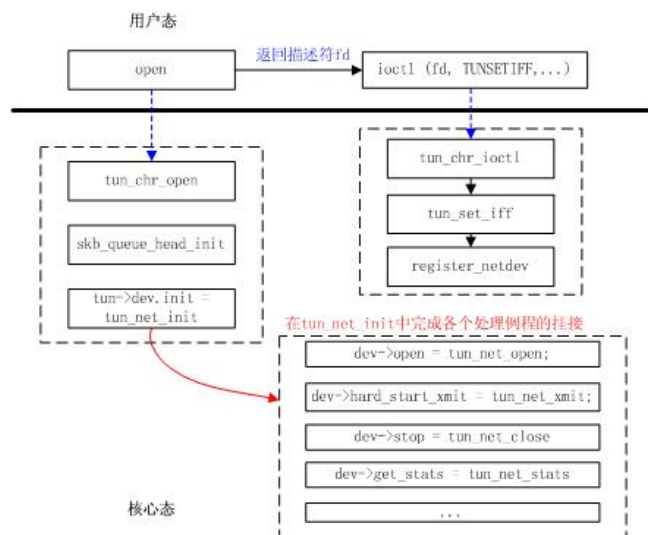 用户态
open
返回描述符fd
ioctl (fd, TUNSETIFF,...)
tun_chr_open
skb_queue_head_init
tun->dev.init =
tun_net_init
tun_chr_ioctl
tun_set_iff
register_netdev
在tun_net_init中完成各个处理例程的挂接
dev->open = tun_net_open;
dev->hard_start_xmit = tun_net_xmit;
dev->stop = tun_net_close
dev->get_stats = tun_net_stats
...
核心态